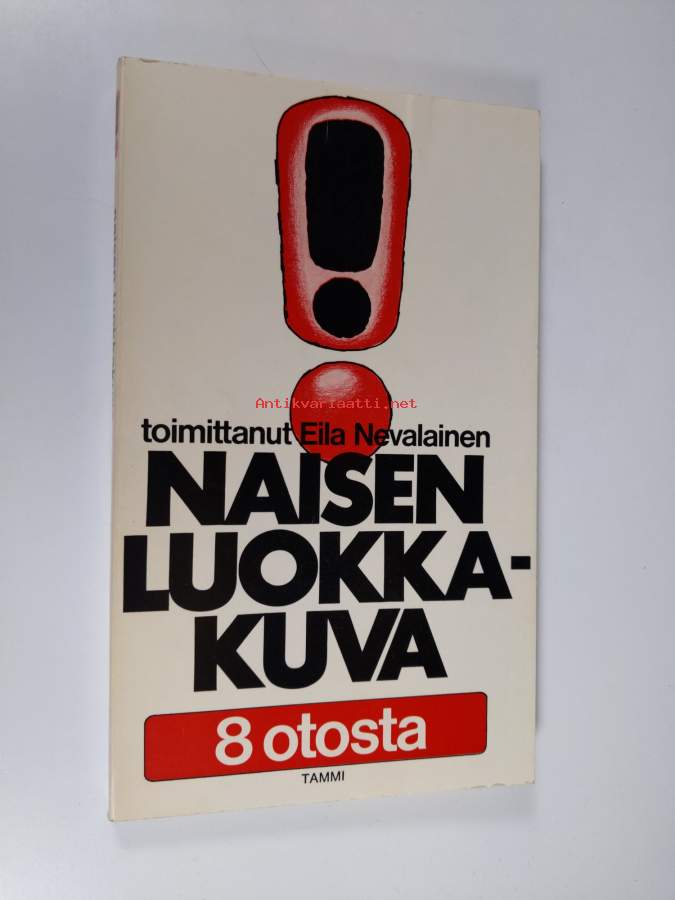 Antikvariaatti.net
toimittanut Eila Nevalainen
NAISEN
LUOKKA-
KUVA
8 otosta
TAMMI